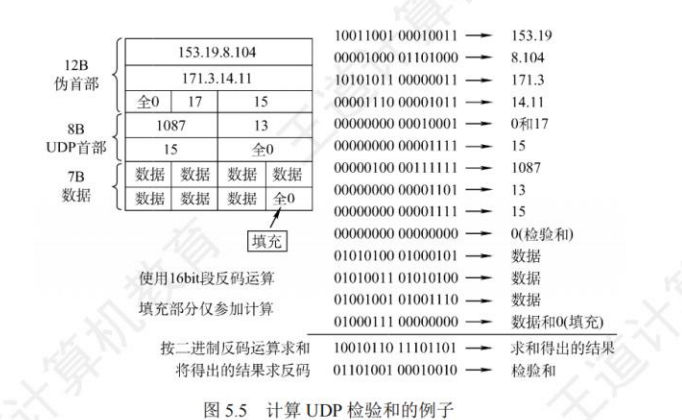 12B
伪首部
153.19.8.104
171.3.14.11
全0 17 15
8B
UDP首部
1087 13
15 全0
7B
数据
数据 数据 数据 数据
数据 数据 数据 全0
填充
使用16bit段反码运算
填充部分仅参加计算
10011001 00010011 → 153.19
00001000 01101000 → 8.104
10101011 00000011 → 171.3
00001110 00001011 → 14.11
00000000 00010001 → 0和17
00000000 00001111 → 15
00000100 00111111 → 1087
00000000 00001101 → 13
00000000 00001111 → 15
00000000 00000000 → 0(检验和)
01010100 01000101 → 数据
01010011 01010100 → 数据
01001001 01001110 → 数据
01000111 00000000 → 数据和0(填充)
按二进制反码运算求和 10010110 11101101 → 求和得出的结果
将得出的结果求反码 01101001 00010010 → 检验和
图 5.5 计算 UDP 检验和的例子